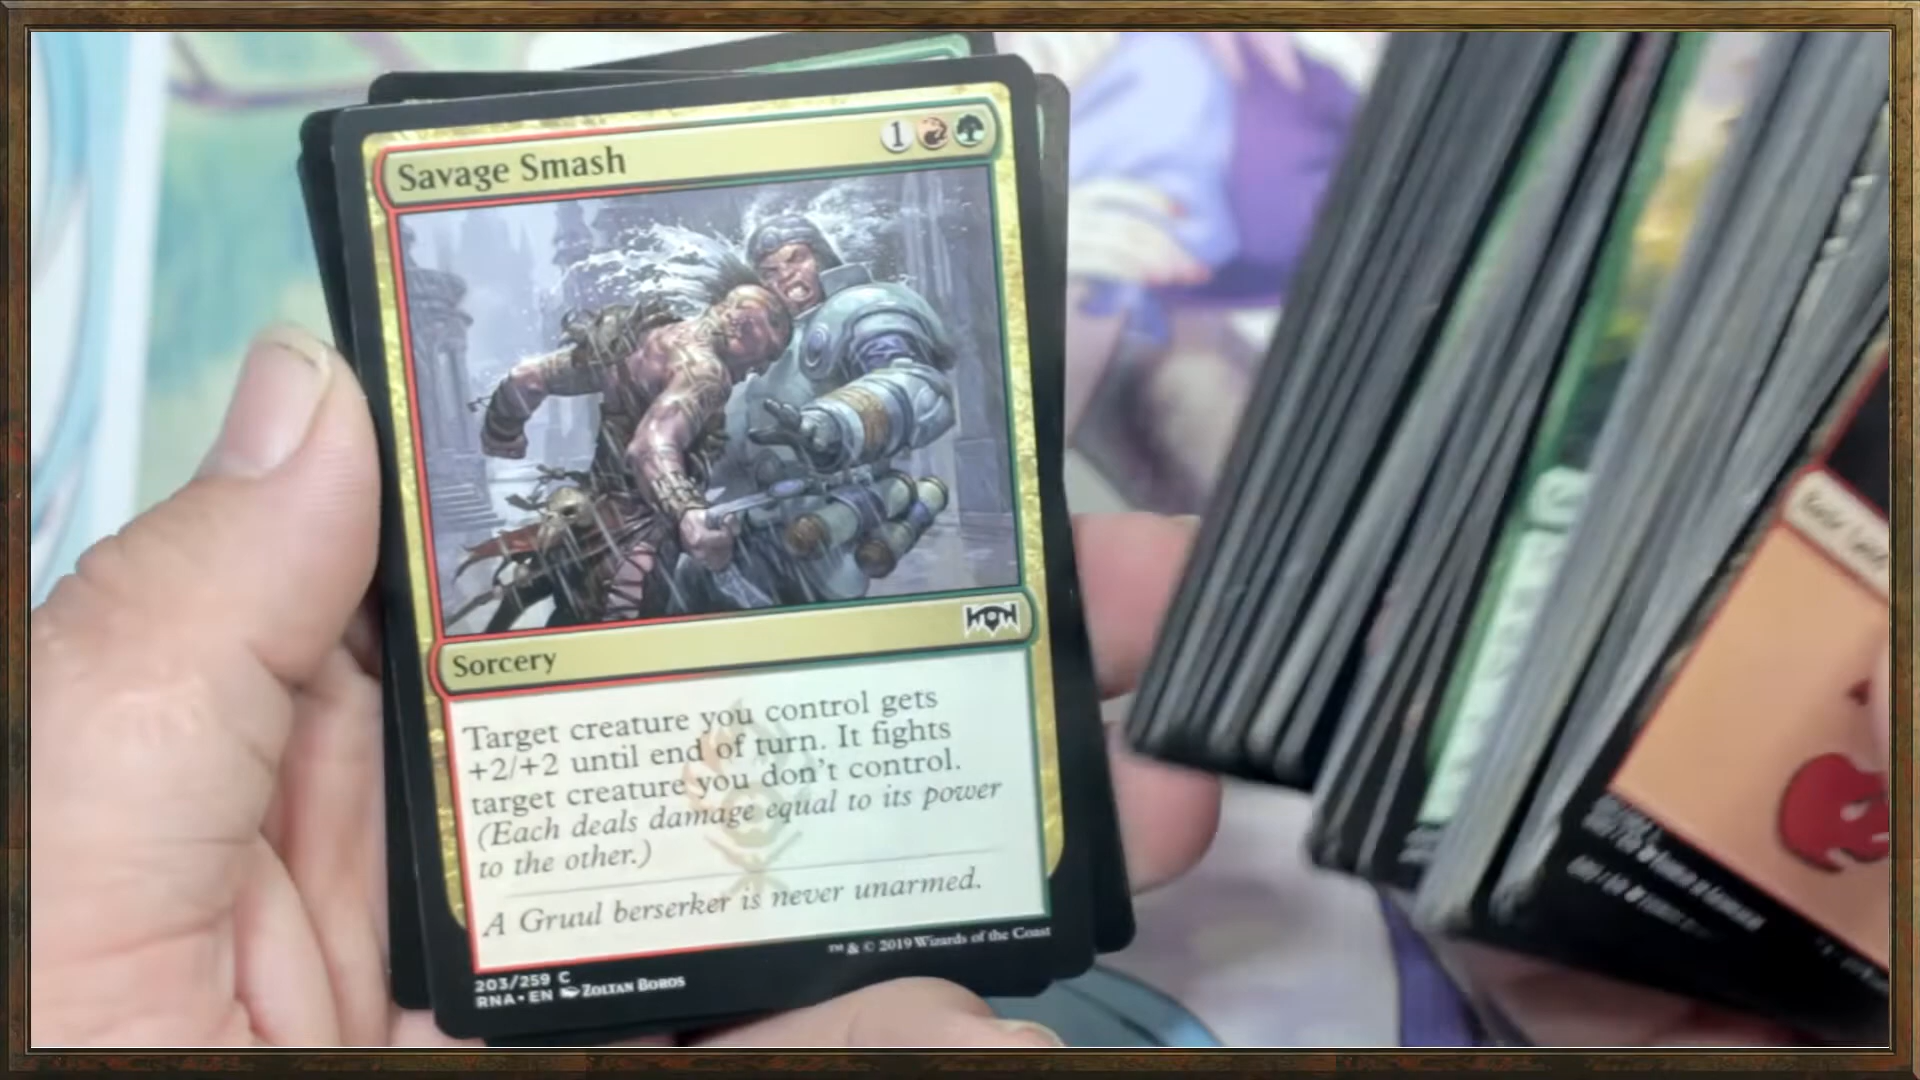 Savage Smash
1
Sorcery
Target creature you control gets
+2/+2 until end of turn. It fights
target creature you don't control.
(Each deals damage equal to its power
to the other.)
A Gruul berserker is never unarmed.
™ & © 2019 Wizards of the Coast
203/259 C
RNA • EN Zoltan Boros